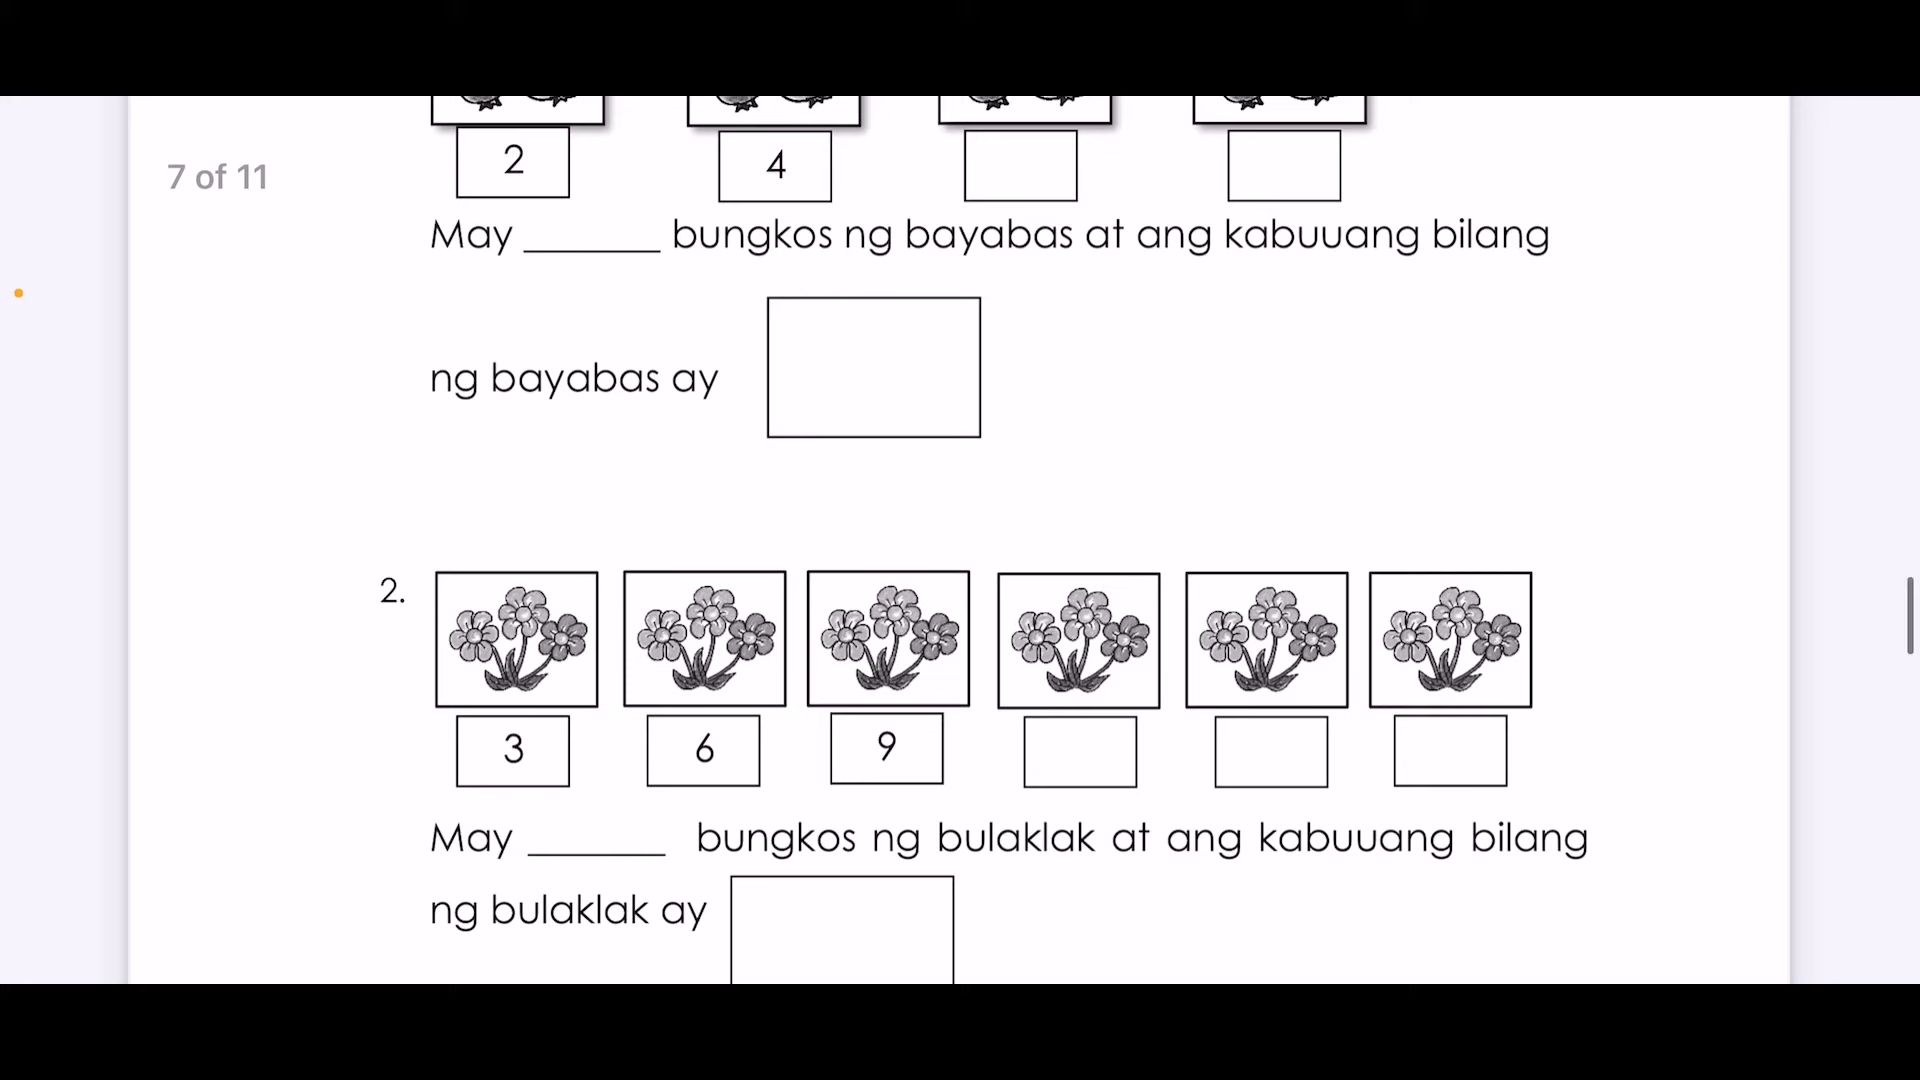 2 4
7 of 11
May _______ bungkos ng bayabas at ang kabuuang bilang
ng bayabas ay
2.
3 6 9
May _______ bungkos ng bulaklak at ang kabuuang bilang
ng bulaklak ay